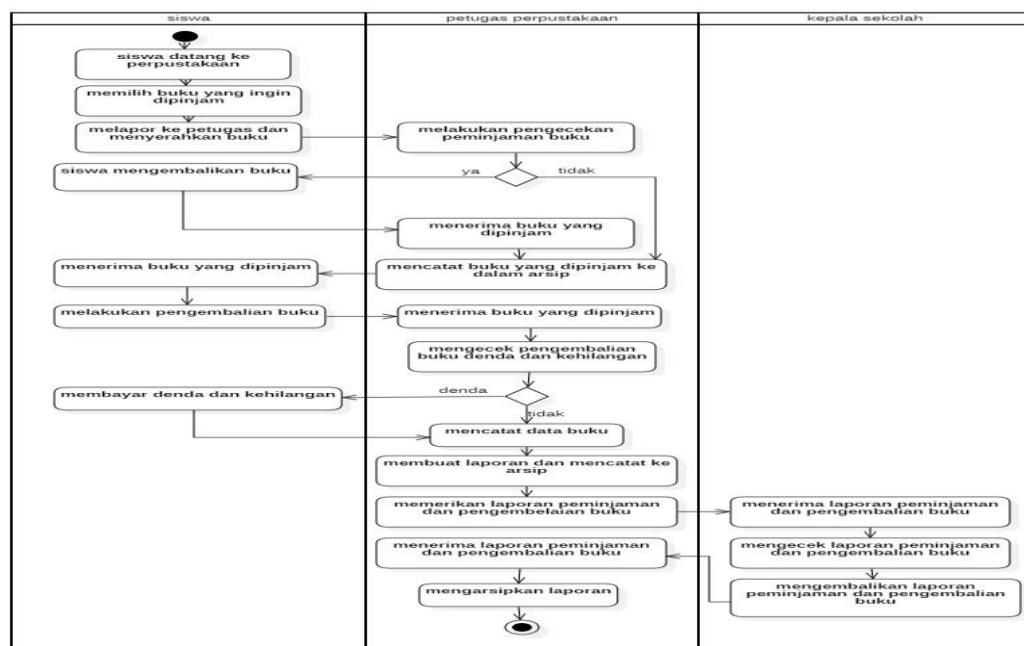 siswa
petugas perpustakaan
kepala sekolah
siswa datang ke
perpustakaan
memilih buku yang ingin
dipinjam
melapor ke petugas dan
menyerahkan buku
melakukan pengecekan
peminjaman buku
ya
tidak
siswa mengembalikan buku
menerima buku yang
dipinjam
mencatat buku yang dipinjam ke
dalam arsip
menerima buku yang dipinjam
melakukan pengembalian buku
menerima buku yang dipinjam
mengecek pengembalian
buku denda dan kehilangan
denda
tidak
membayar denda dan kehilangan
mencatat data buku
membuat laporan dan mencatat ke
arsip
memerikan laporan peminjaman
dan pengembelaian buku
menerima laporan peminjaman
dan pengembalian buku
mengecek laporan peminjaman
dan pengembalian buku
mengembalikan laporan
peminjaman dan pengembalian
buku
menerima laporan peminjaman
dan pengembalian buku
mengarsipkan laporan